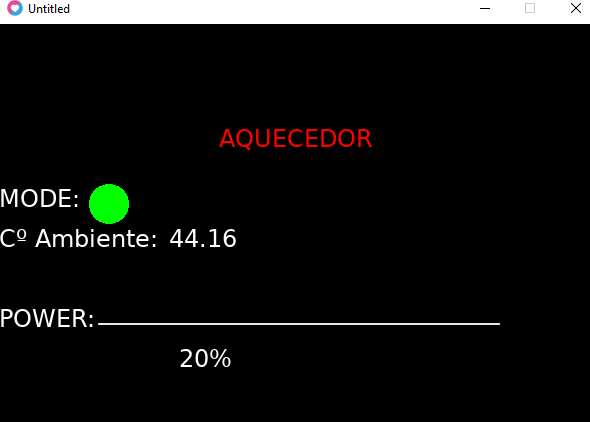 Untitled
AQUECEDOR
MODE:
Cº Ambiente: 44.16
POWER:
20%